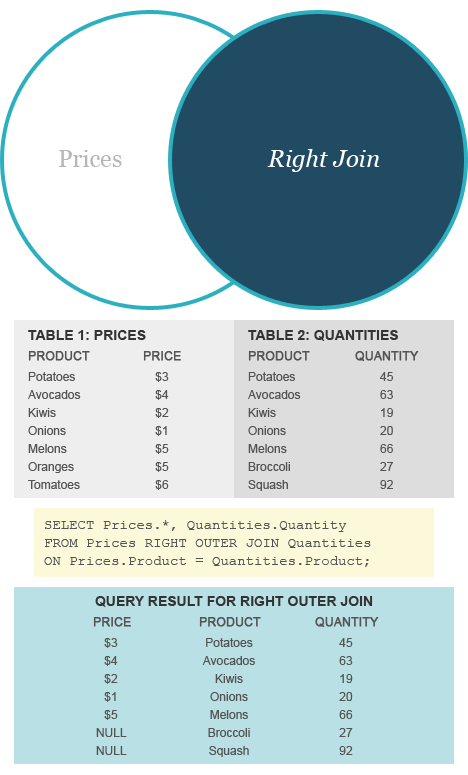 Prices
Right Join
TABLE 1: PRICES
PRODUCT PRICE
Potatoes $3
Avocados $4
Kiwis $2
Onions $1
Melons $5
Oranges $5
Tomatoes $6
TABLE 2: QUANTITIES
PRODUCT QUANTITY
Potatoes 45
Avocados 63
Kiwis 19
Onions 20
Melons 66
Broccoli 27
Squash 92
SELECT Prices.*, Quantities.Quantity
FROM Prices RIGHT OUTER JOIN Quantities
ON Prices.Product = Quantities.Product;
QUERY RESULT FOR RIGHT OUTER JOIN
PRICE PRODUCT QUANTITY
$3 Potatoes 45
$4 Avocados 63
$2 Kiwis 19
$1 Onions 20
$5 Melons 66
NULL Broccoli 27
NULL Squash 92